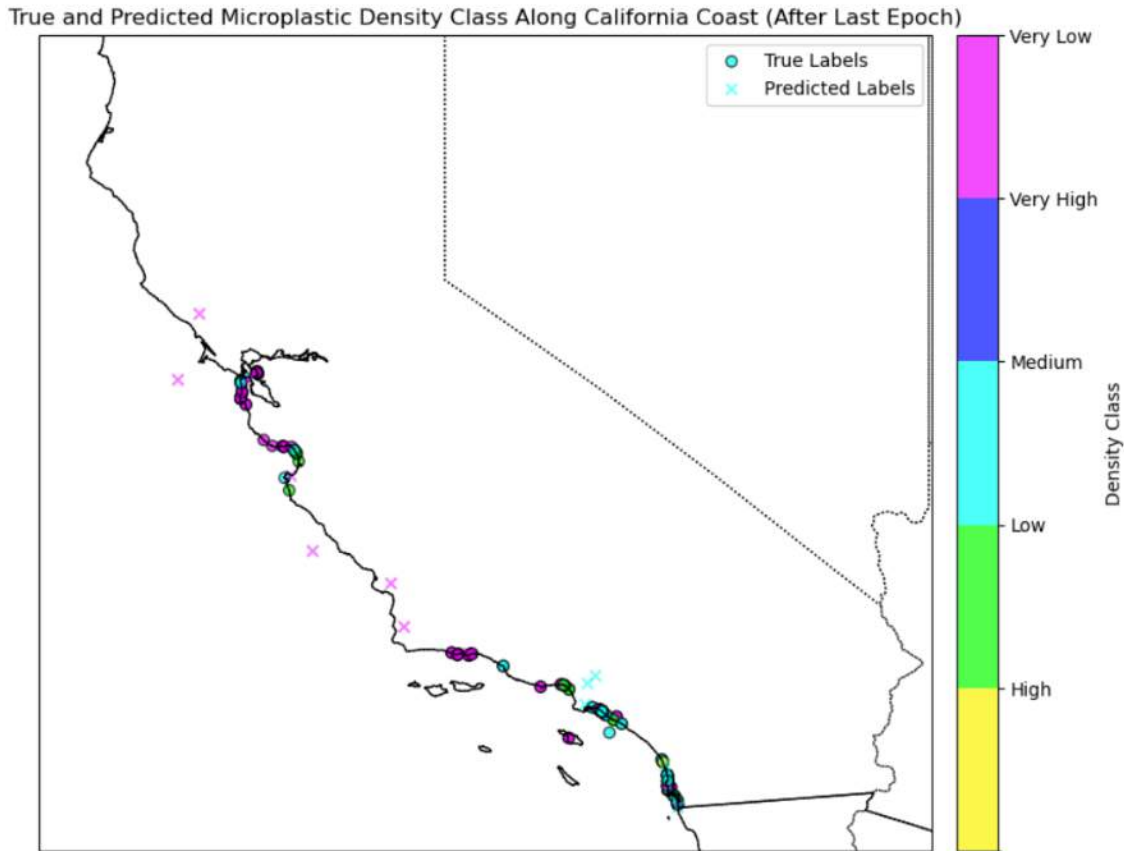 True and Predicted Microplastic Density Class Along California Coast (After Last Epoch)
True Labels
Predicted Labels
Very Low
Very High
Medium
Low
High
Density Class